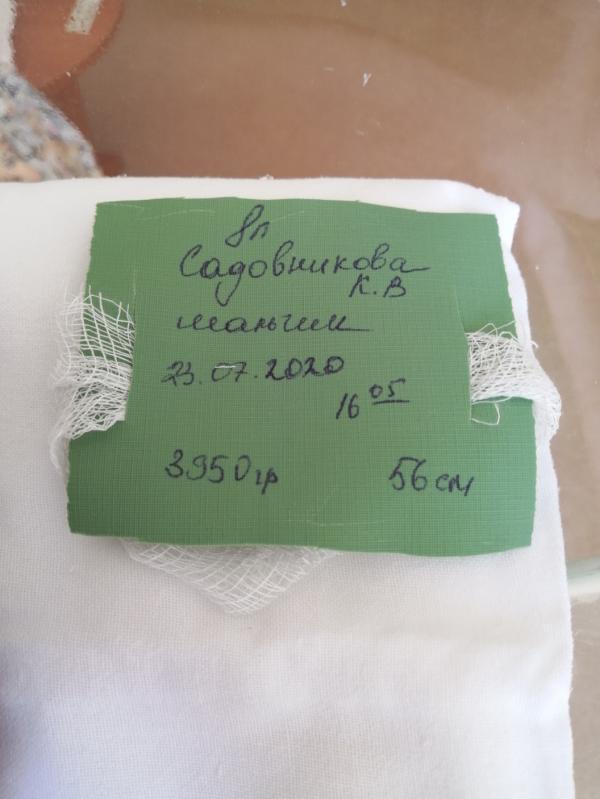 8п
Садовникова
К.В
мальчик
23.07.2020
16 05
3950гр 56см